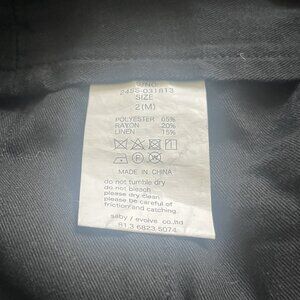 S/NO.
2455-031813
SIZE
2(M)
POLYESTER 65%
RAYON 20%
LINEN 15%
MADE IN CHINA
do not tumble dry
do not bleach
please dry clean
please be careful of
friction and catching.
saby / evolve co.,ltd
81 3 6823 5074